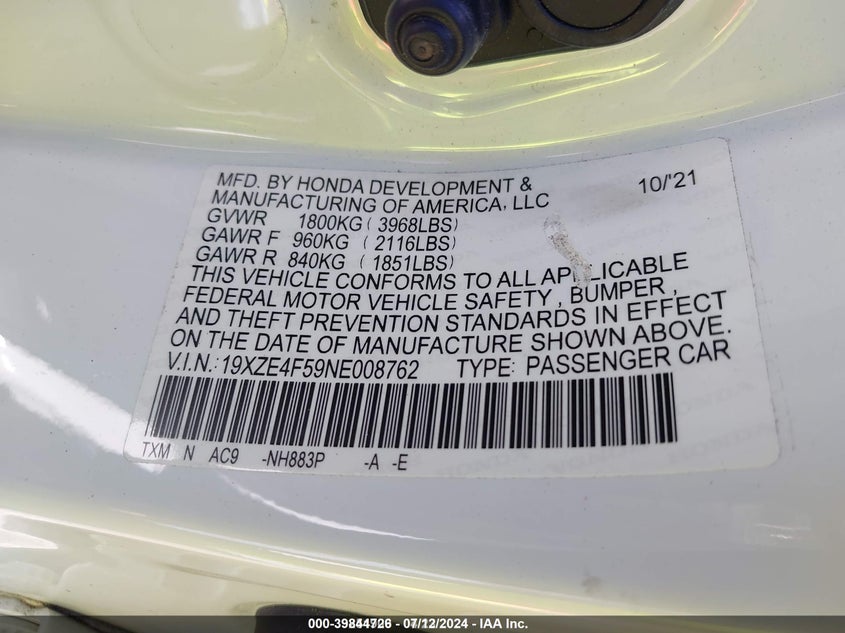 MFD. BY HONDA DEVELOPMENT & 10/'21
MANUFACTURING OF AMERICA, LLC
GVWR 1800KG ( 3968LBS)
GAWR F 960KG ( 2116LBS)
GAWR R 840KG ( 1851LBS)
THIS VEHICLE CONFORMS TO ALL APPLICABLE
FEDERAL MOTOR VEHICLE SAFETY , BUMPER ,
AND THEFT PREVENTION STANDARDS IN EFFECT
ON THE DATE OF MANUFACTURE SHOWN ABOVE.
V.I.N.: 19XZE4F59NE008762 TYPE: PASSENGER CAR
TXM N AC9 -NH883P -A -E
07/12/2024 - IAA Inc.